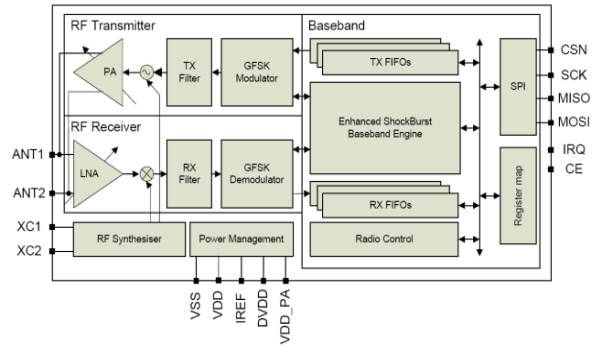 RF Transmitter
Baseband
PA
TX
Filter
GFSK
Modulator
TX FIFOs
SPI
CSN
SCK
MISO
MOSI
IRQ
CE
Enhanced ShockBurst
Baseband Engine
RF Receiver
ANT1
ANT2
LNA
RX
Filter
GFSK
Demodulator
RX FIFOs
Register map
XC1
XC2
RF Synthesiser
Power Management
Radio Control
VSS
VDD
IREF
DVDD
VDD_PA